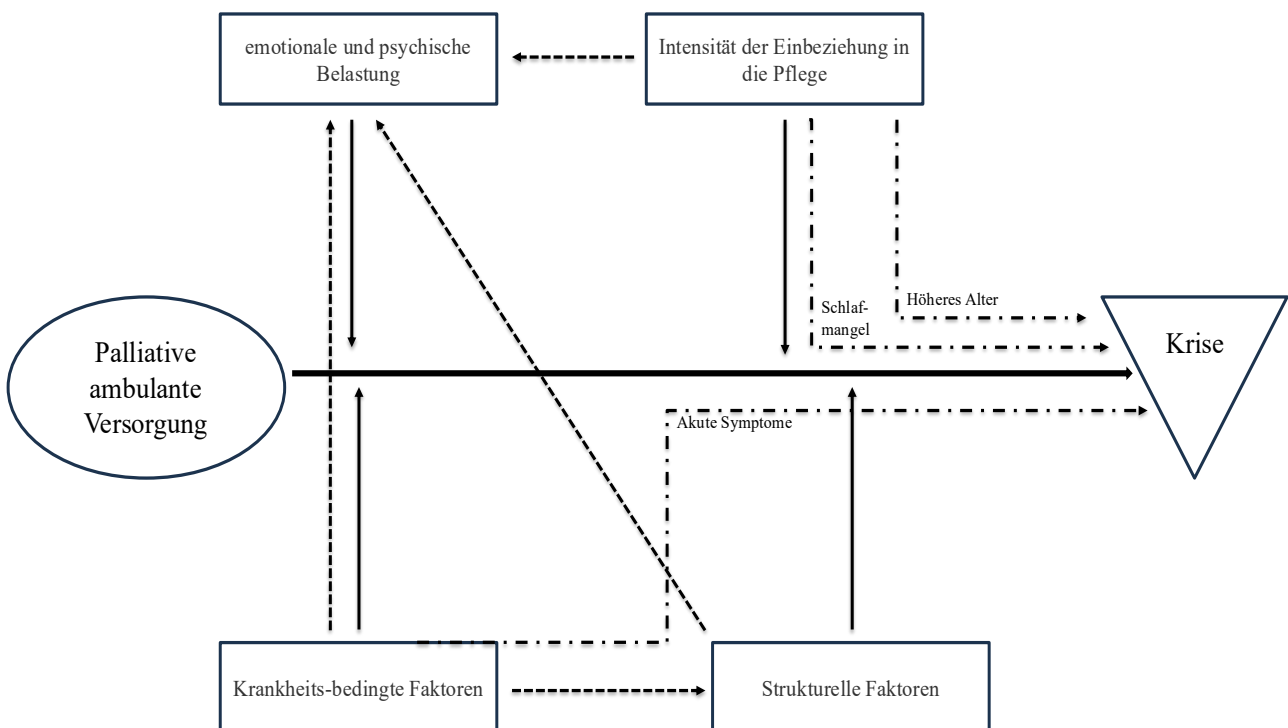 emotionale und psychische
Belastung
Intensität der Einbeziehung in
die Pflege
Schlaf-
mangel
Höheres Alter
Krise
Palliative
ambulante
Versorgung
Akute Symptome
Krankheits-bedingte Faktoren
Strukturelle Faktoren